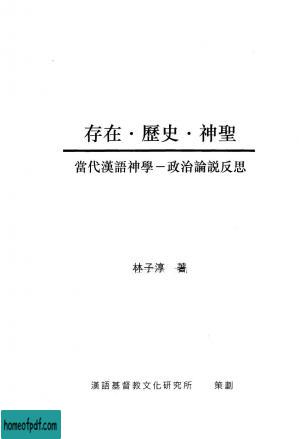 存在·歷史·神聖
當代漢語神學－政治論説反思
林子淳 著
漢語基督教文化研究所 策劃
homeofpdf.com